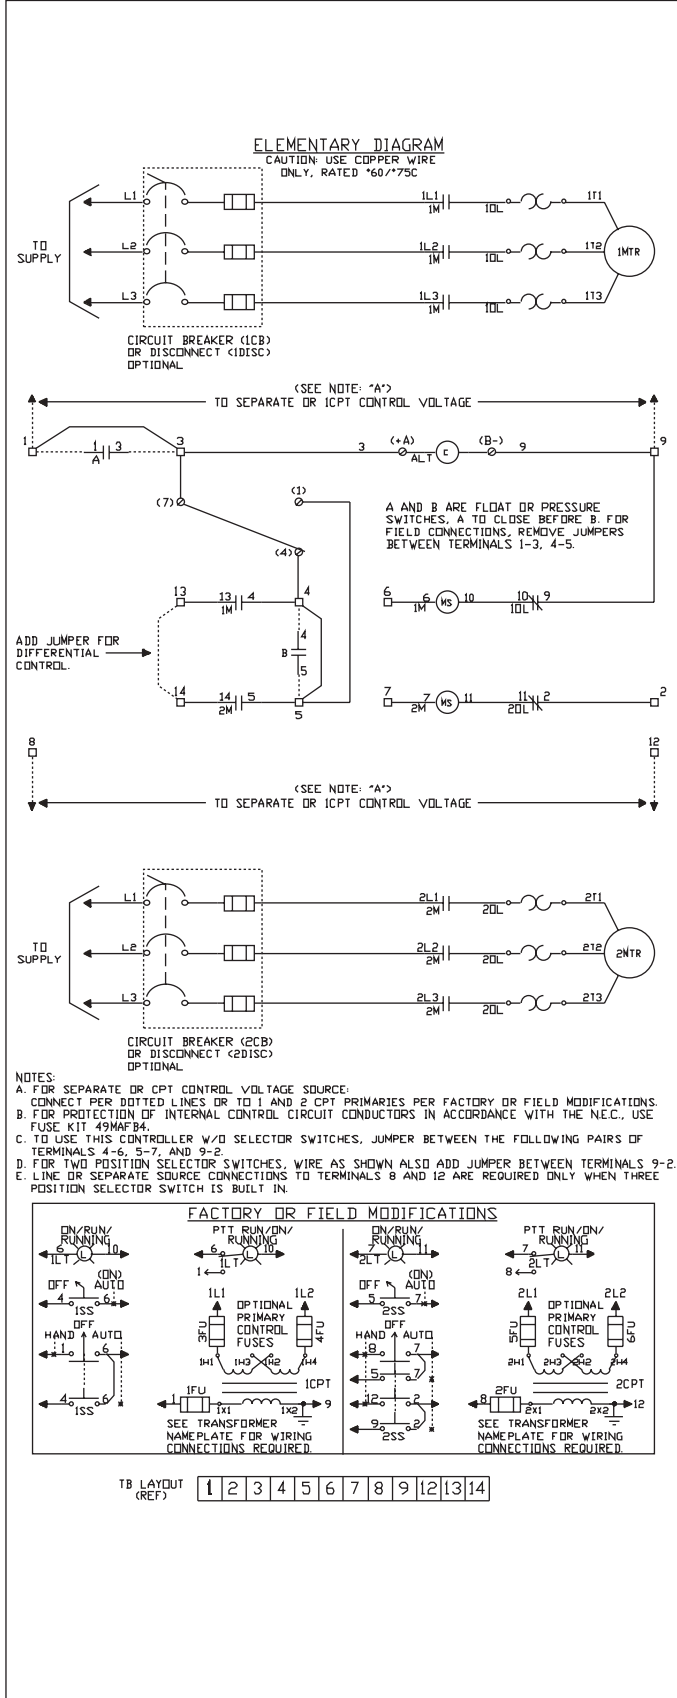 ELEMENTARY DIAGRAM
CAUTION: USE COPPER WIRE
ONLY, RATED *60/*75C
L1 1L1 1M 1OL 1T1
TO
SUPPLY
L2 1L2 1M 1OL 1T2 1MTR
L3 1L3 1M 1OL 1T3
CIRCUIT BREAKER (1CB)
OR DISCONNECT (1DISC)
OPTIONAL
(SEE NOTE: "A")
TO SEPARATE OR 1CPT CONTROL VOLTAGE
1 1 3 A 3 3 (+A) ALT C (B-) 9 9
(7) (1)
A AND B ARE FLOAT OR PRESSURE
SWITCHES, A TO CLOSE BEFORE B. FOR
FIELD CONNECTIONS, REMOVE JUMPERS
BETWEEN TERMINALS 1-3, 4-5.
(4)
13 13 4 1M 4 6 6 1M MS 10 10 9 1OL
4
B
5
ADD JUMPER FOR
DIFFERENTIAL
CONTROL.
14 14 5 2M 5 7 7 2M MS 11 11 2 2OL 2
8 12
(SEE NOTE: "A")
TO SEPARATE OR 1CPT CONTROL VOLTAGE
L1 2L1 2M 2OL 2T1
TO
SUPPLY
L2 2L2 2M 2OL 2T2 2MTR
L3 2L3 2M 2OL 2T3
CIRCUIT BREAKER (2CB)
OR DISCONNECT (2DISC)
OPTIONAL
NOTES:
A. FOR SEPARATE OR CPT CONTROL VOLTAGE SOURCE:
CONNECT PER DOTTED LINES OR TO 1 AND 2 CPT PRIMARIES PER FACTORY OR FIELD MODIFICATIONS.
B. FOR PROTECTION OF INTERNAL CONTROL CIRCUIT CONDUCTORS IN ACCORDANCE WITH THE N.E.C., USE
FUSE KIT 49MAFB4.
C. TO USE THIS CONTROLLER W/O SELECTOR SWITCHES, JUMPER BETWEEN THE FOLLOWING PAIRS OF
TERMINALS 4-6, 5-7, AND 9-2.
D. FOR TWO POSITION SELECTOR SWITCHES, WIRE AS SHOWN ALSO ADD JUMPER BETWEEN TERMINALS 9-2.
E. LINE OR SEPARATE SOURCE CONNECTIONS TO TERMINALS 8 AND 12 ARE REQUIRED ONLY WHEN THREE
POSITION SELECTOR SWITCH IS BUILT IN.
FACTORY OR FIELD MODIFICATIONS
ON/RUN/
RUNNING
6 L 10
1LT
(ON)
OFF AUTO
4 6
1SS
OFF
HAND AUTO
1 6
4 6
1SS
PTT RUN/ON/
RUNNING
6 L 10
1LT
1
1L1 1L2
3FU
OPTIONAL
PRIMARY
CONTROL
FUSES
4FU
1H1 1H3 1H2 1H4
1CPT
1 1FU 1X1 1X2 9
SEE TRANSFORMER
NAMEPLATE FOR WIRING
CONNECTIONS REQUIRED.
ON/RUN/
RUNNING
7 L 11
2LT
(ON)
OFF AUTO
5 7
2SS
OFF
HAND AUTO
8 7
5 7
12 2
9 2
2SS
PTT RUN/ON/
RUNNING
7 L 11
2LT
8
2L1 2L2
5FU
OPTIONAL
PRIMARY
CONTROL
FUSES
6FU
2H1 2H3 2H2 2H4
2CPT
8 2FU 2X1 2X2 12
SEE TRANSFORMER
NAMEPLATE FOR WIRING
CONNECTIONS REQUIRED.
TB LAYOUT
(REF)
1 2 3 4 5 6 7 8 9 12 13 14